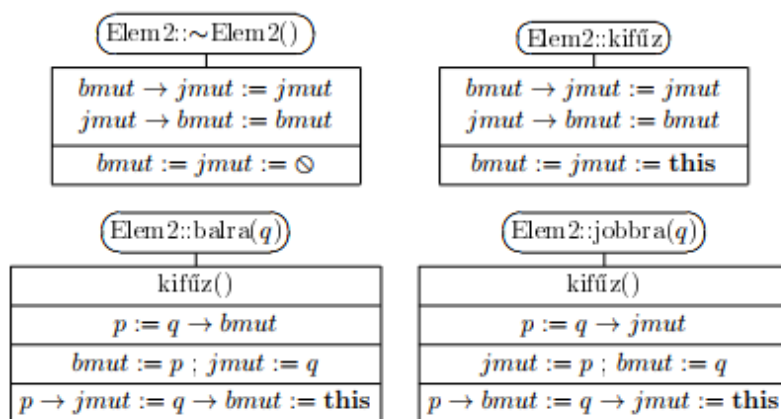 Elem2::~Elem2()
bmut → jmut := jmut
jmut → bmut := bmut
bmut := jmut := ⦸
Elem2::kifűz
bmut → jmut := jmut
jmut → bmut := bmut
bmut := jmut := this
Elem2::balra(q)
kifűz()
p := q → bmut
bmut := p ; jmut := q
p → jmut := q → bmut := this
Elem2::jobbra(q)
kifűz()
p := q → jmut
jmut := p ; bmut := q
p → bmut := q → jmut := this